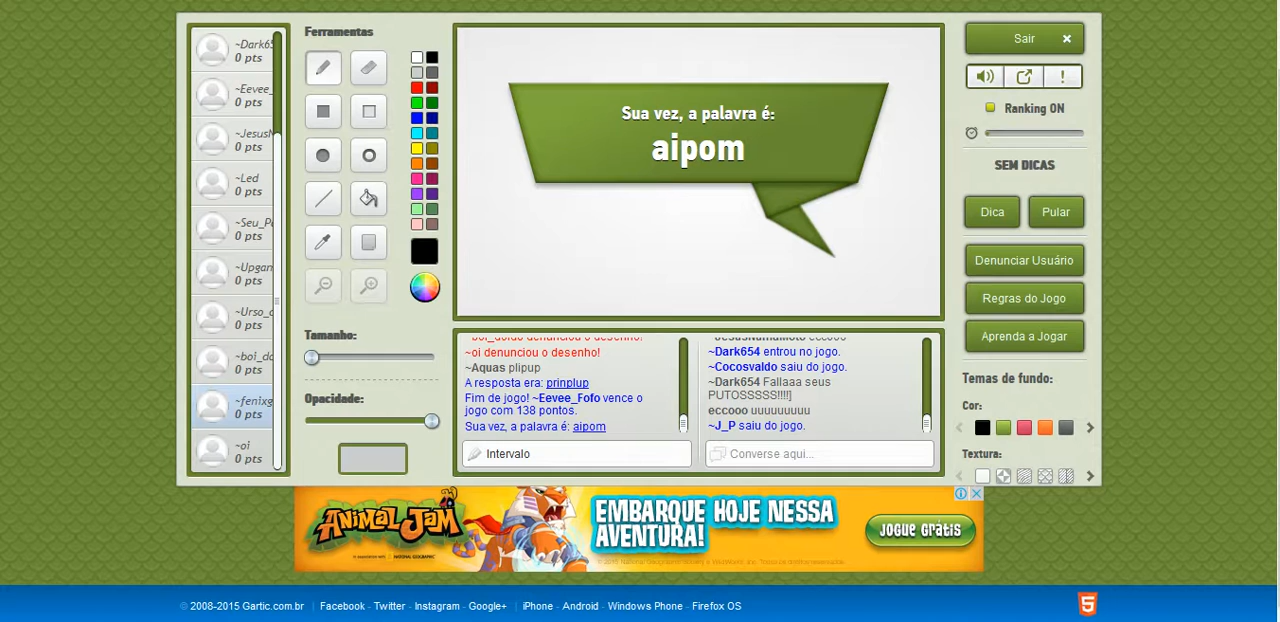 ~Dark65
0 pts
~Eevee_
0 pts
~JesusN
0 pts
~Led
0 pts
~Seu_P
0 pts
~Upgan
0 pts
~Urso_
0 pts
~boi_do
0 pts
~fenixg
0 pts
~oi
0 pts
Ferramentas
Tamanho:
Opacidade:
Sua vez, a palavra é:
aipom
~boi_doido denunciou o desenho!
~oi denunciou o desenho!
~Aquas plipup
A resposta era: prinplup
Fim de jogo! ~Eevee_Fofo vence o
jogo com 138 pontos.
Sua vez, a palavra é: aipom
Intervalo
eccooo
~Dark654 entrou no jogo.
~Cocosvaldo saiu do jogo.
~Dark654 Fallaaa seus
PUTOSSSSS!!!!]
eccooo uuuuuuuuu
~J_P saiu do jogo.
Converse aqui...
Sair ×
Ranking ON
SEM DICAS
Dica Pular
Denunciar Usuário
Regras do Jogo
Aprenda a Jogar
Temas de fundo:
Cor:
Textura:
ANIMAL JAM
EMBARQUE HOJE NESSA
AVENTURA!
JOGUE GRÁTIS
© 2008-2015 Gartic.com.br | Facebook - Twitter - Instagram - Google+ | iPhone - Android - Windows Phone - Firefox OS
5